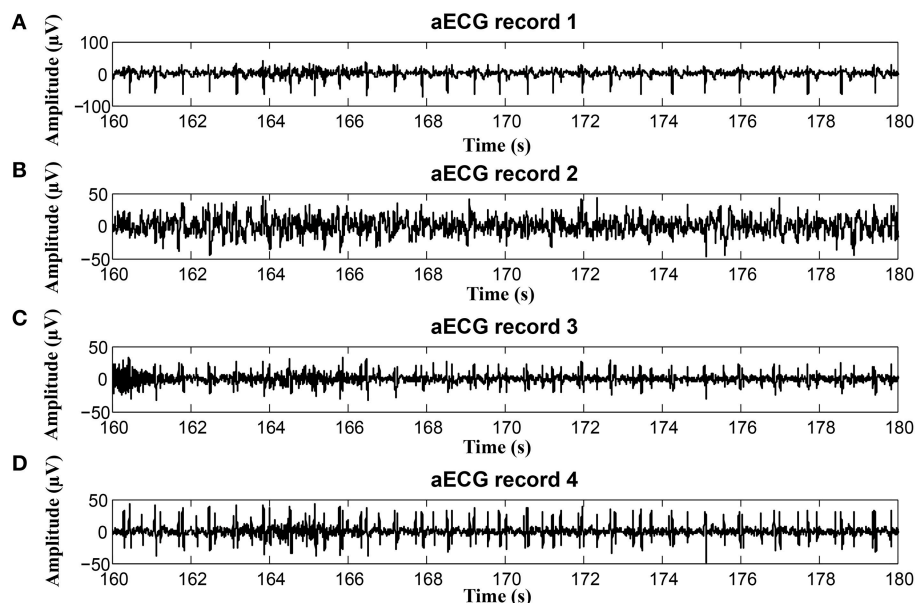 A
aECG record 1
Amplitude (µV)
100
0
−100
160 162 164 166 168 170 172 174 176 178 180
Time (s)
B
aECG record 2
Amplitude (µV)
50
0
−50
160 162 164 166 168 170 172 174 176 178 180
Time (s)
C
aECG record 3
Amplitude (µV)
50
0
−50
160 162 164 166 168 170 172 174 176 178 180
Time (s)
D
aECG record 4
Amplitude (µV)
50
0
−50
160 162 164 166 168 170 172 174 176 178 180
Time (s)